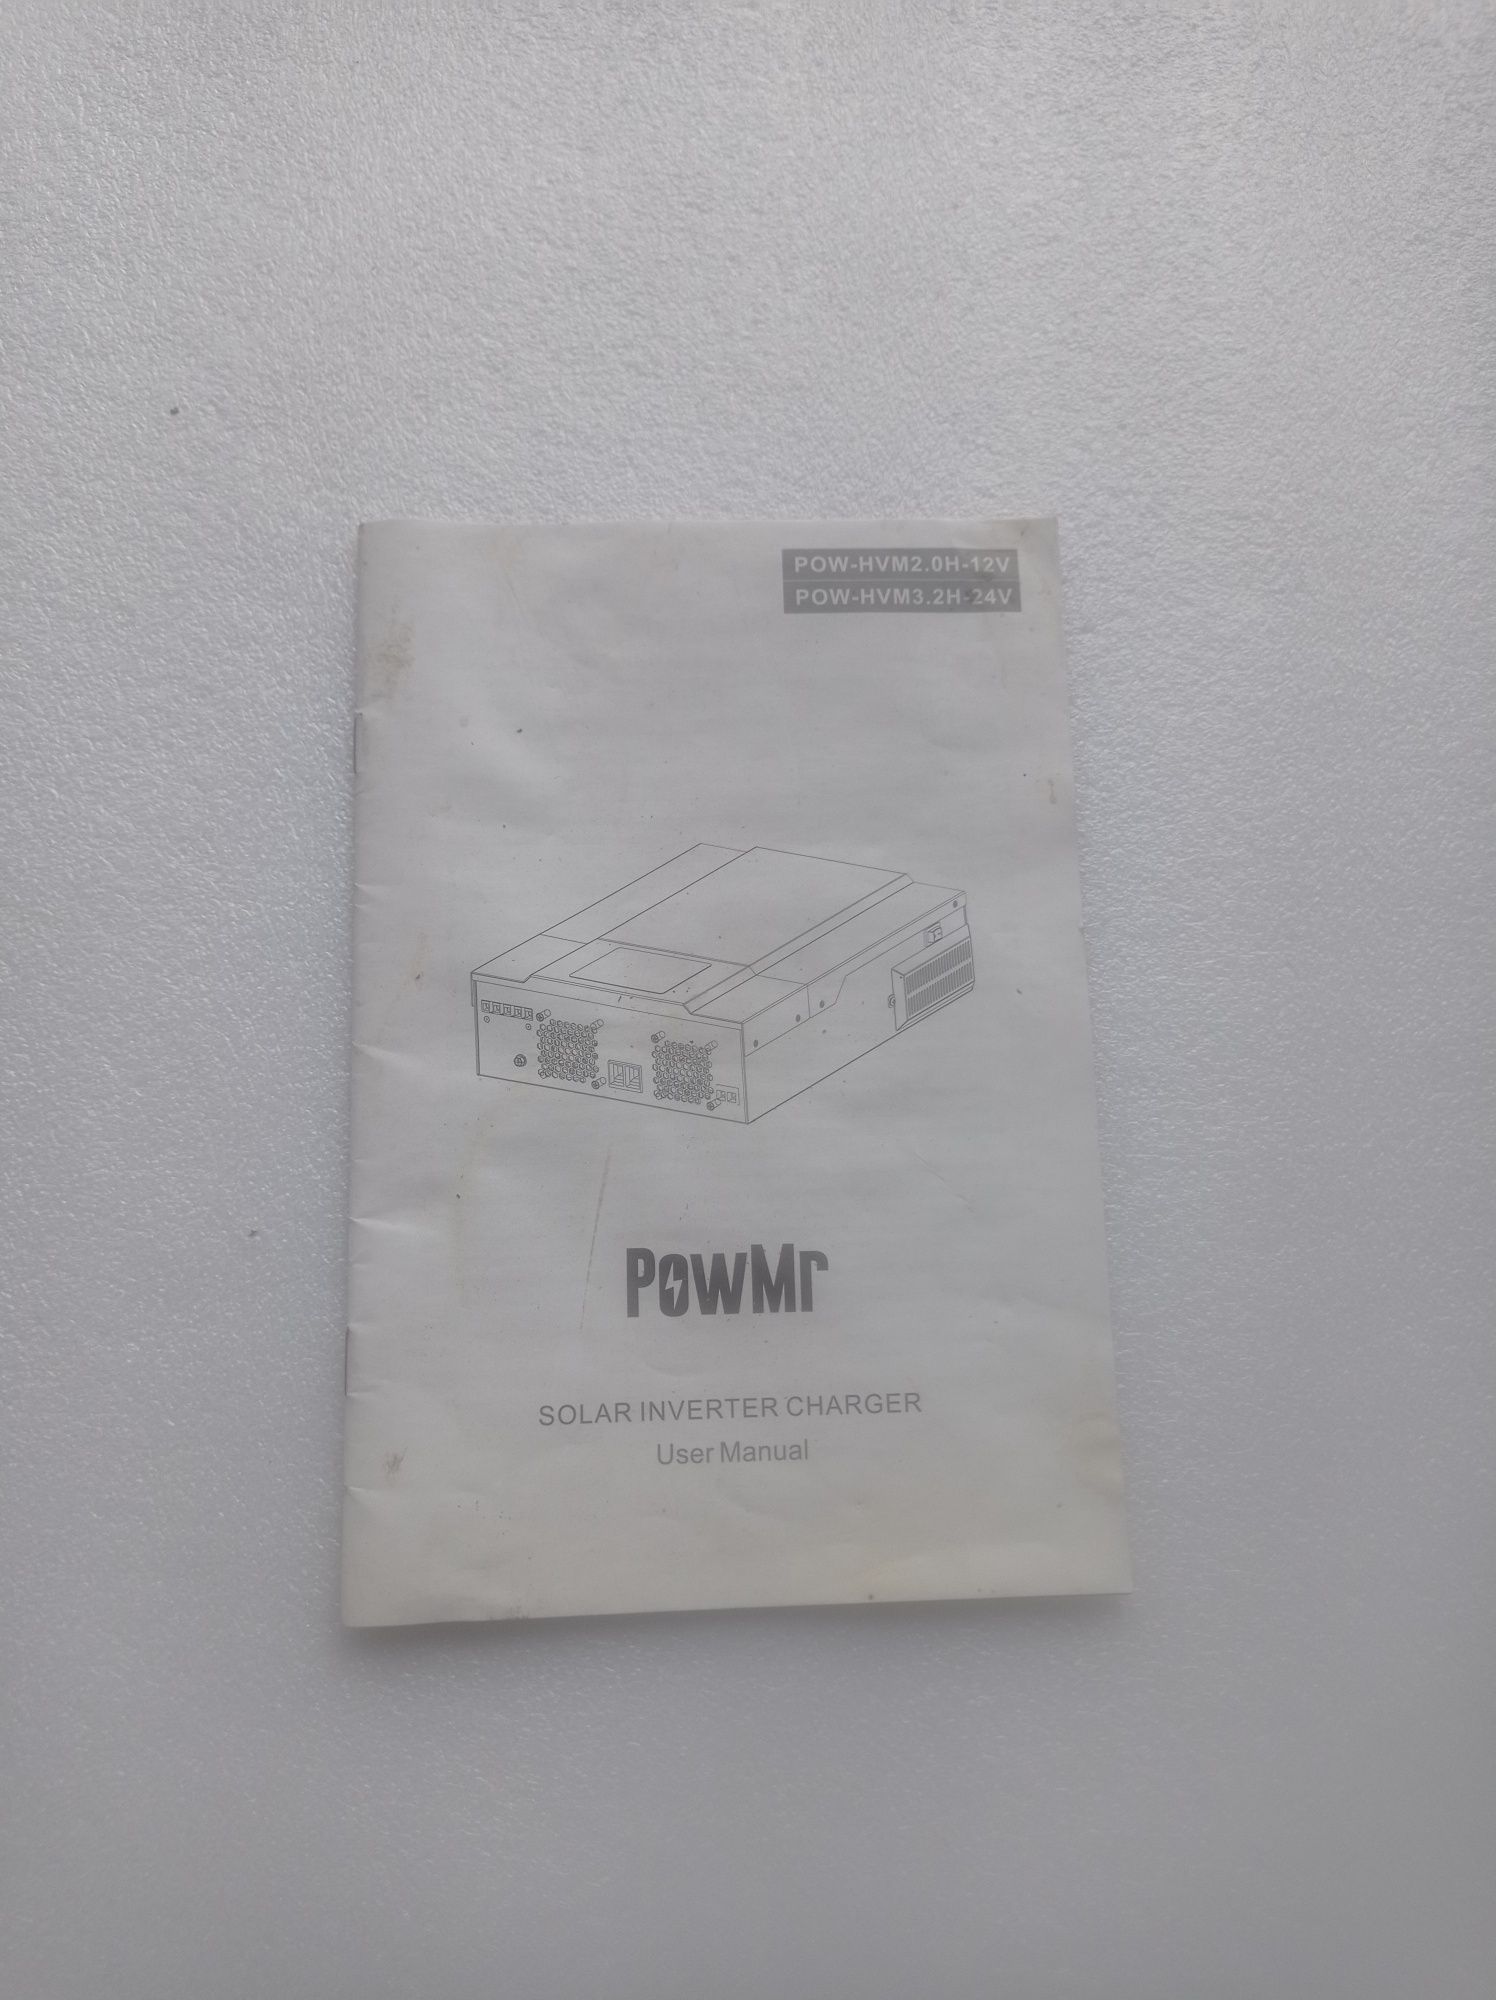 POW-HVM2.0H-12V
POW-HVM3.2H-24V
PowMr
SOLAR INVERTER CHARGER
User Manual